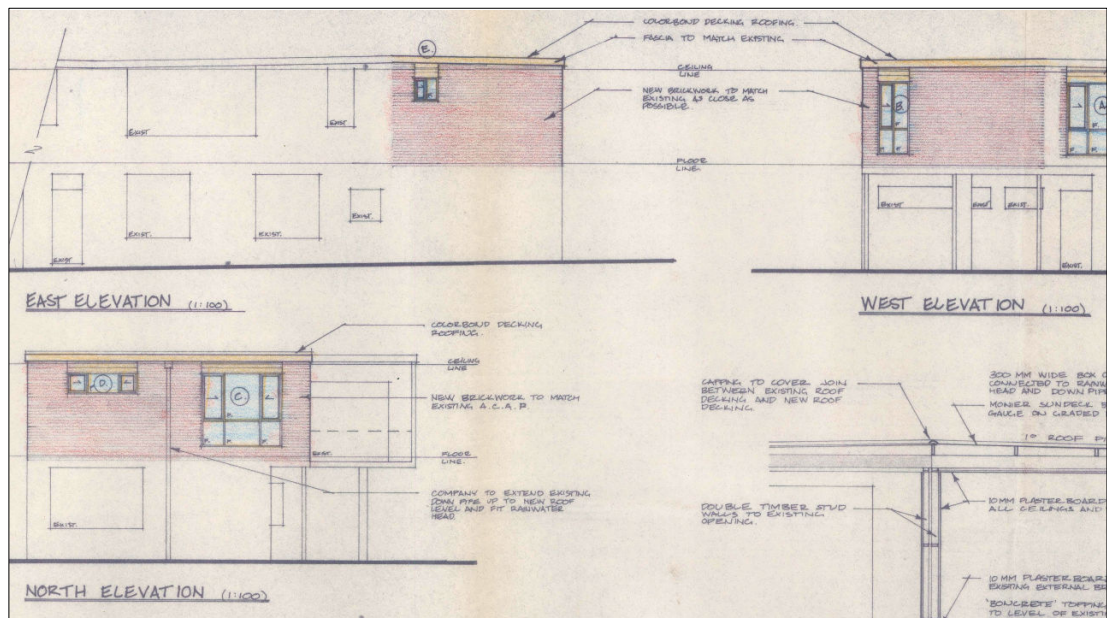 COLORBOND DECKING ROOFING.
FASCIA TO MATCH EXISTING
CEILING
LINE
NEW BRICKWORK TO MATCH
EXISTING AS CLOSE AS
POSSIBLE.
FLOOR
LINE.
E.
EXIST
EXIST.
EXIST
EXIST.
EXIST.
EXIST.
EAST ELEVATION (1:100)
B.
A
F. F.
EXIST
EXIST
EXIST.
EXIST
WEST ELEVATION (1:100)
COLORBOND DECKING
ROOFING.
CEILING
LINE
NEW BRICKWORK TO MATCH
EXISTING A.C.A.P.
FLOOR
LINE.
COMPANY TO EXTEND EXISTING
DOWN PIPE UP TO NEW ROOF
LEVEL AND FIT RAINWATER
HEAD
D.
C.
F. F. F.
EXIST.
EXIST.
NORTH ELEVATION (1:100)
CAPPING TO COVER JOIN
BETWEEN EXISTING ROOF
DECKING AND NEW ROOF
DECKING.
300 MM WIDE BOX
CONNECTED TO
HEAD AND DOWN
MONIER SUNDECK
GAUGE ON GRADED
1° ROOF
DOUBLE TIMBER STUD
WALLS TO EXISTING
OPENING.
10 MM PLASTER BOARD
ALL CEILINGS AND
10 MM PLASTER BOARD
EXISTING EXTERNAL
'BONCRETE' TOPPING
TO LEVEL OF